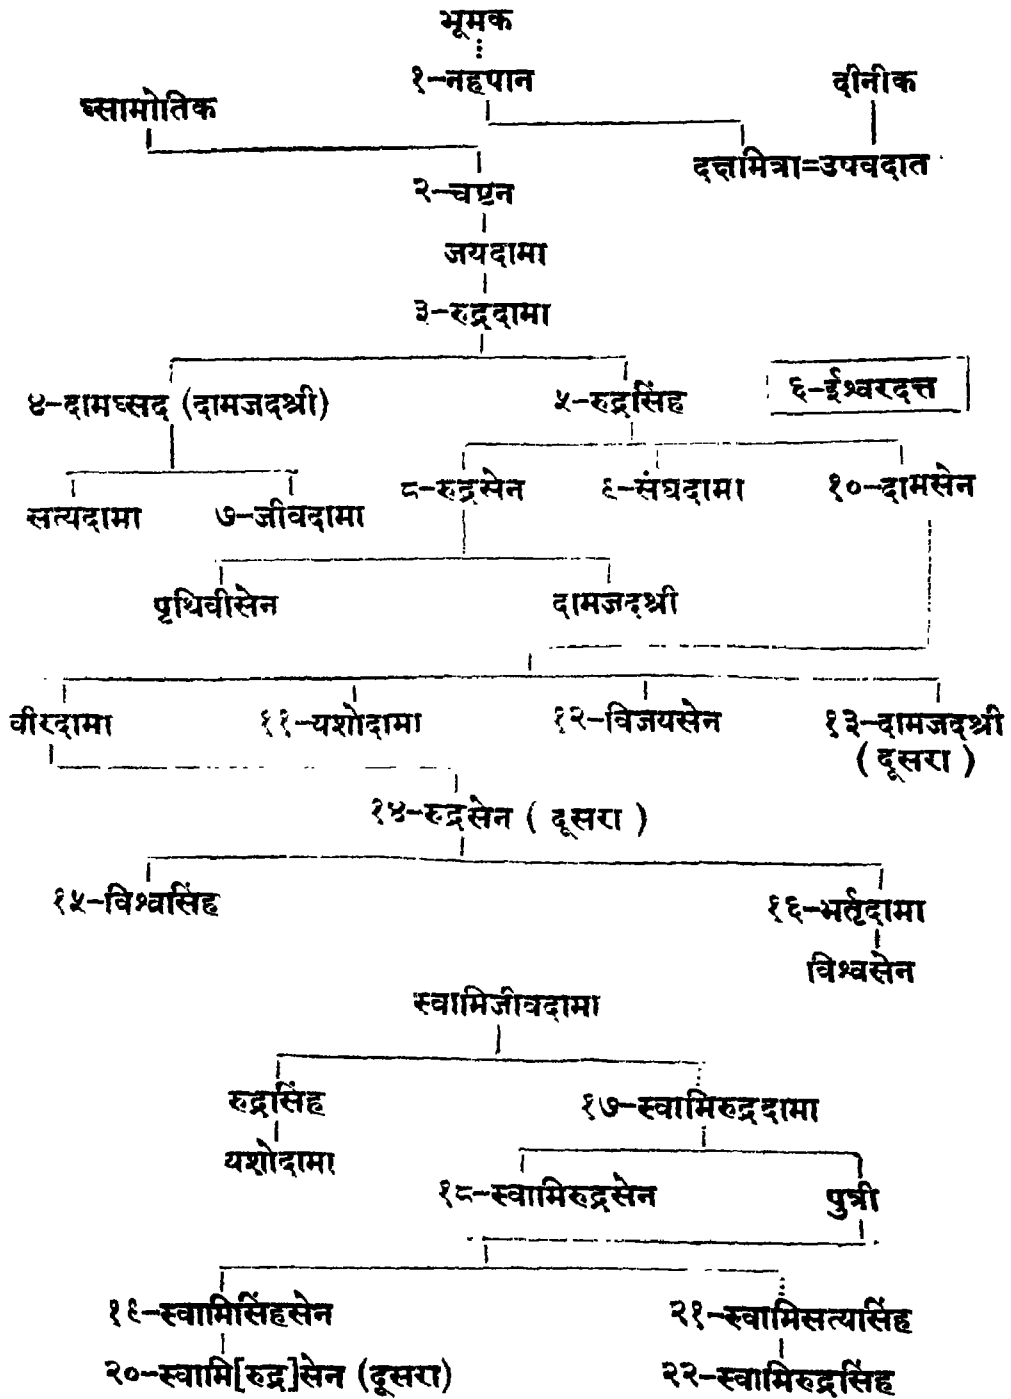 भूमक
१-नहपान
दीनीक
घ्सामोतिक
दत्तामित्रा=उपवदात
२-चष्टन
जयदामा
३-रुद्रदामा
४-दामघ्सद (दामजदश्री)
५-रुद्रसिंह
६-ईश्वरदत्त
८-रुद्रसेन
९-संघदामा
१०-दामसेन
सत्यदामा
७-जीवदामा
पृथिवीसेन
दामजदश्री
वीरदामा
११-यशोदामा
१२-विजयसेन
१३-दामजदश्री
(दूसरा)
१४-रुद्रसेन (दूसरा)
१५-विश्वसिंह
१६-भर्तृदामा
विश्वसेन
स्वामिजीवदामा
रुद्रसिंह
१७-स्वामिरुद्रदामा
यशोदामा
१८-स्वामिरुद्रसेन
पुत्री
१९-स्वामिसिंहसेन
२१-स्वामिसत्यसिंह
२०-स्वामि[रुद्र]सेन (दूसरा)
२२-स्वामिरुद्रसिंह